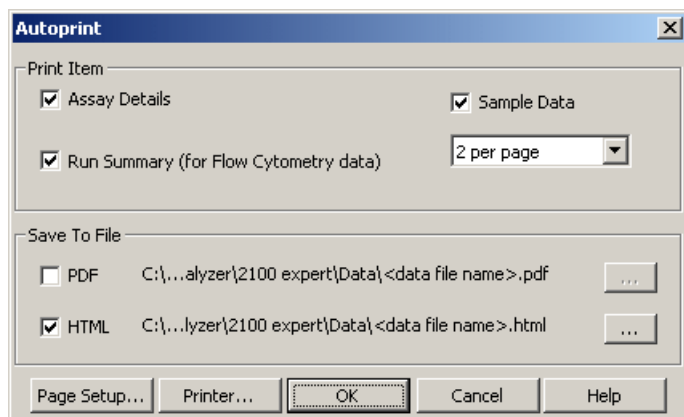 Autoprint
Print Item
Assay Details
Sample Data
Run Summary (for Flow Cytometry data)
2 per page
Save To File
PDF C:\...alyzer\2100 expert\Data\<data file name>.pdf ...
HTML C:\...lyzer\2100 expert\Data\<data file name>.html ...
Page Setup... Printer... OK Cancel Help